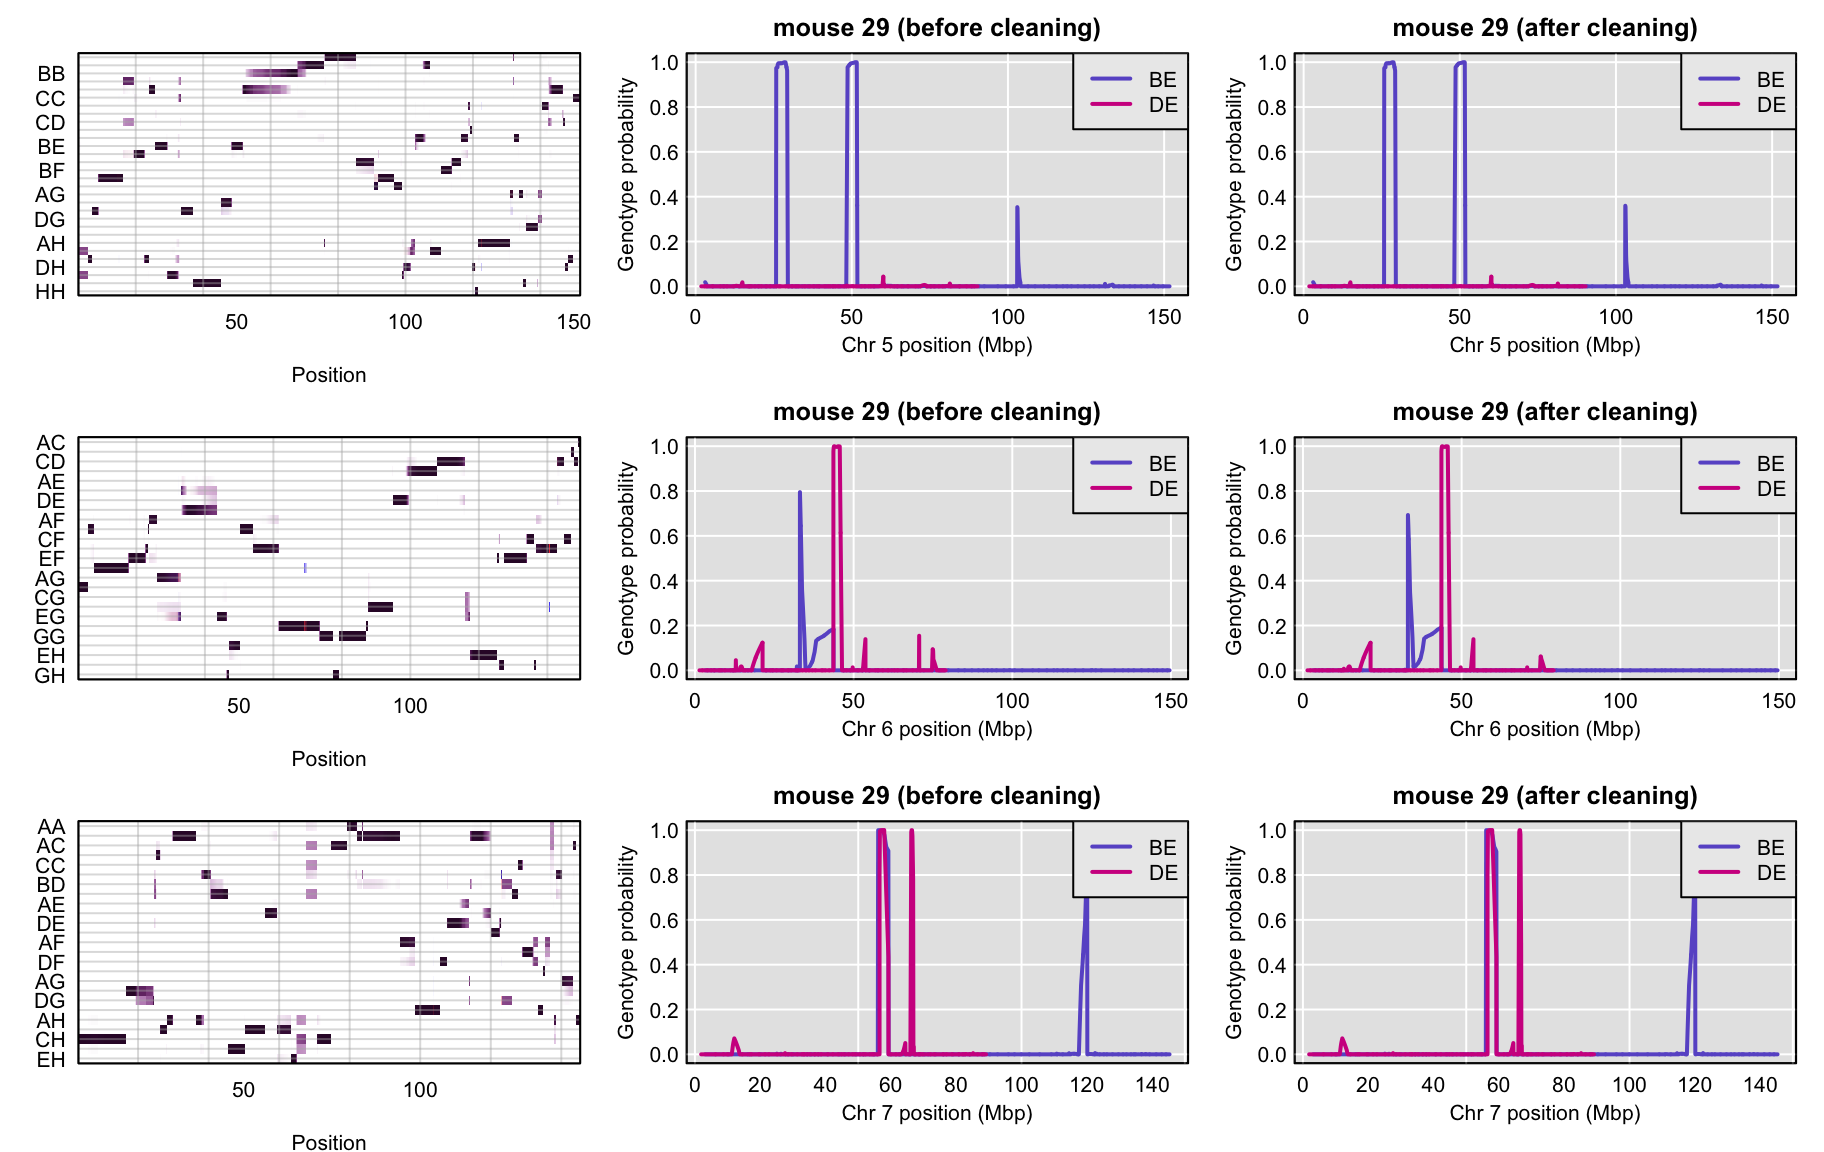 BB
CC
CD
BE
BF
AG
DG
AH
DH
HH
50
100
150
Position
mouse 29 (before cleaning)
1.0
0.8
0.6
0.4
0.2
0.0
Genotype probability
BE
DE
0
50
100
150
Chr 5 position (Mbp)
mouse 29 (after cleaning)
1.0
0.8
0.6
0.4
0.2
0.0
Genotype probability
BE
DE
0
50
100
150
Chr 5 position (Mbp)
AC
CD
AE
DE
AF
CF
EF
AG
CG
EG
GG
EH
GH
50
100
Position
mouse 29 (before cleaning)
1.0
0.8
0.6
0.4
0.2
0.0
Genotype probability
BE
DE
0
50
100
150
Chr 6 position (Mbp)
mouse 29 (after cleaning)
1.0
0.8
0.6
0.4
0.2
0.0
Genotype probability
BE
DE
0
50
100
150
Chr 6 position (Mbp)
AA
AC
CC
BD
AE
DE
AF
DF
AG
DG
AH
CH
EH
50
100
Position
mouse 29 (before cleaning)
1.0
0.8
0.6
0.4
0.2
0.0
Genotype probability
BE
DE
0
20
40
60
80
100
120
140
Chr 7 position (Mbp)
mouse 29 (after cleaning)
1.0
0.8
0.6
0.4
0.2
0.0
Genotype probability
BE
DE
0
20
40
60
80
100
120
140
Chr 7 position (Mbp)